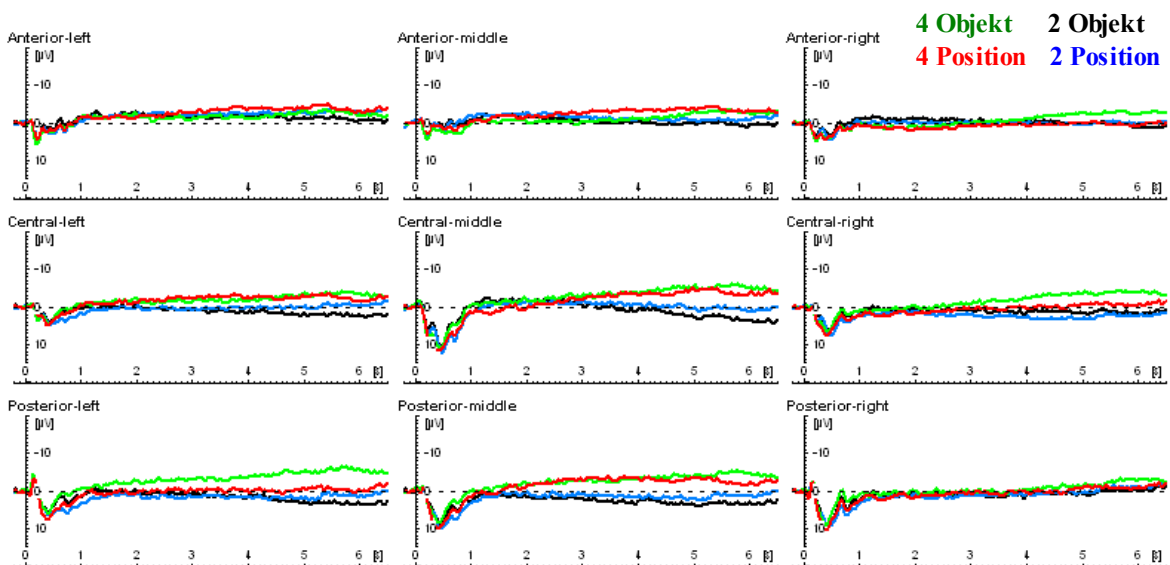 4 Objekt 2 Objekt
4 Position 2 Position
Anterior-left Anterior-middle Anterior-right
[µV] [µV] [µV]
-10 -10 -10
0 0 0
10 10 10
0 1 2 3 4 5 6 [s] 0 1 2 3 4 5 6 [s] 0 1 2 3 4 5 6 [s]
Central-left Central-middle Central-right
[µV] [µV] [µV]
-10 -10 -10
0 0 0
10 10 10
0 1 2 3 4 5 6 [s] 0 1 2 3 4 5 6 [s] 0 1 2 3 4 5 6 [s]
Posterior-left Posterior-middle Posterior-right
[µV] [µV] [µV]
-10 -10 -10
0 0 0
10 10 10
0 1 2 3 4 5 6 [s] 0 1 2 3 4 5 6 [s] 0 1 2 3 4 5 6 [s]